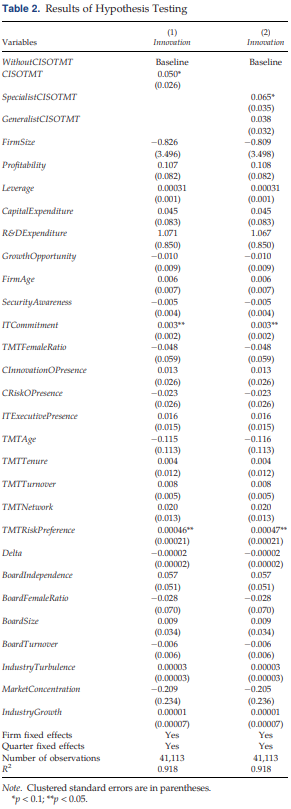 Table 2. Results of Hypothesis Testing
(1) (2)
Variables Innovation Innovation
WithoutCISOTMT Baseline Baseline
CISOTMT 0.050*
(0.026)
SpecialistCISOTMT 0.065*
(0.035)
GeneralistCISOTMT 0.038
(0.032)
FirmSize −0.826 −0.809
(3.496) (3.498)
Profitability 0.107 0.108
(0.082) (0.082)
Leverage 0.00031 0.00031
(0.001) (0.001)
CapitalExpenditure 0.045 0.045
(0.083) (0.083)
R&DExpenditure 1.071 1.067
(0.850) (0.850)
GrowthOpportunity −0.010 −0.010
(0.009) (0.009)
FirmAge 0.006 0.006
(0.007) (0.007)
SecurityAwareness −0.005 −0.005
(0.004) (0.004)
ITCommitment 0.003** 0.003**
(0.002) (0.002)
TMTFemaleRatio −0.048 −0.048
(0.059) (0.059)
CInnovationOPresence 0.013 0.013
(0.026) (0.026)
CRiskOPresence −0.023 −0.023
(0.026) (0.026)
ITExecutivePresence 0.016 0.016
(0.015) (0.015)
TMTAge −0.115 −0.116
(0.113) (0.113)
TMTTenure 0.004 0.004
(0.012) (0.012)
TMTTurnover 0.008 0.008
(0.005) (0.005)
TMTNetwork 0.020 0.020
(0.013) (0.013)
TMTRiskPreference 0.00046** 0.00047**
(0.00021) (0.00021)
Delta −0.00002 −0.00002
(0.00002) (0.00002)
BoardIndependence 0.057 0.057
(0.051) (0.051)
BoardFemaleRatio −0.028 −0.028
(0.070) (0.070)
BoardSize 0.009 0.009
(0.034) (0.034)
BoardTurnover −0.006 −0.006
(0.006) (0.006)
IndustryTurbulence 0.00003 0.00003
(0.00003) (0.00003)
MarketConcentration −0.209 −0.205
(0.234) (0.236)
IndustryGrowth 0.00001 0.00001
(0.00007) (0.00007)
Firm fixed effects Yes Yes
Quarter fixed effects Yes Yes
Number of observations 41,113 41,113
R2 0.918 0.918
Note. Clustered standard errors are in parentheses.
*p < 0.1; **p < 0.05.